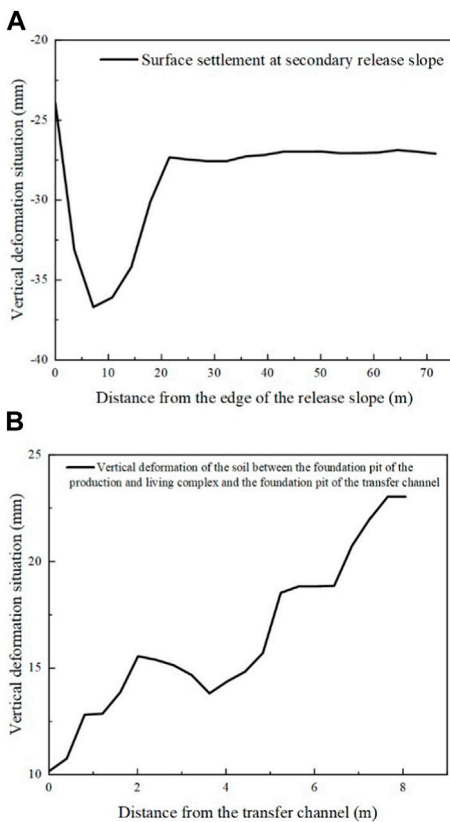 A
-20
Surface settlement at secondary release slope
-25
-30
-35
-40
Vertical deformation situation (mm)
0 10 20 30 40 50 60 70
Distance from the edge of the release slope (m)
B
25
Vertical deformation of the soil between the foundation pit of the
production and living complex and the foundation pit of the transfer channel
20
15
10
Vertical deformation situation (mm)
0 2 4 6 8
Distance from the transfer channel (m)